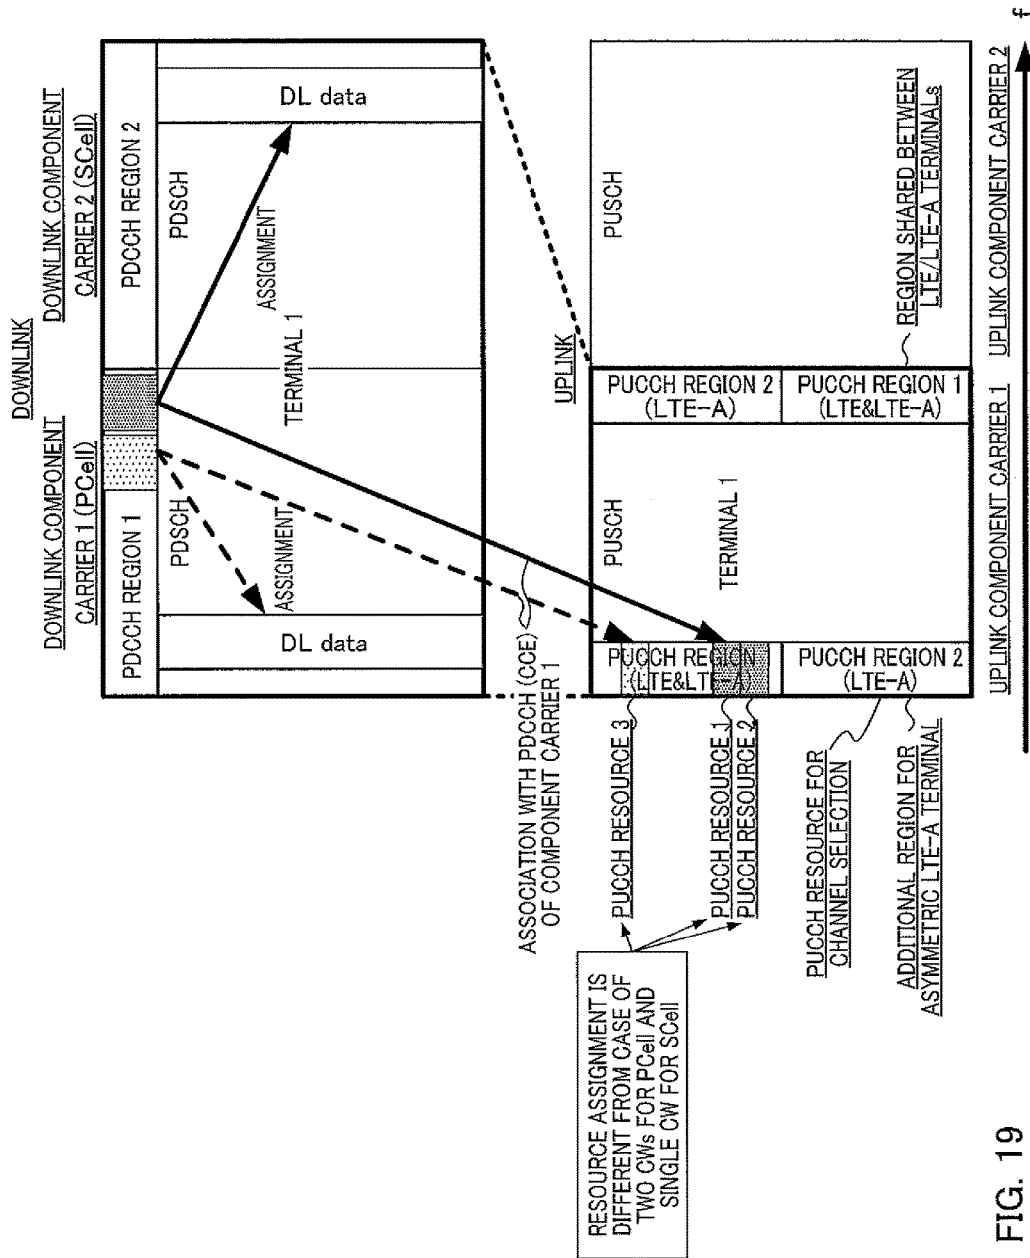 DOWNLINK
DOWNLINK COMPONENT
CARRIER 1 (PCell)
DOWNLINK COMPONENT
CARRIER 2 (SCell)
PDCCH REGION 1
PDCCH REGION 2
PDSCH
PDSCH
ASSIGNMENT
TERMINAL 1
ASSIGNMENT
DL data
DL data
ASSOCIATION WITH PDCCH (CCE)
OF COMPONENT CARRIER 1
UPLINK
RESOURCE ASSIGNMENT IS
DIFFERENT FROM CASE OF
TWO CWs FOR PCell AND
SINGLE CW FOR SCell
PUCCH RESOURCE 3
PUCCH RESOURCE 1
PUCCH RESOURCE 2
PUCCH REGION
(LTE&LTE-A)
PUSCH
TERMINAL 1
PUCCH REGION 2
(LTE-A)
PUSCH
PUCCH REGION 2
(LTE-A)
PUCCH REGION 1
(LTE&LTE-A)
PUCCH RESOURCE FOR
CHANNEL SELECTION
ADDITIONAL REGION FOR
ASYMMETRIC LTE-A TERMINAL
REGION SHARED BETWEEN
LTE/LTE-A TERMINALs
UPLINK COMPONENT CARRIER 1
UPLINK COMPONENT CARRIER 2
f
FIG. 19